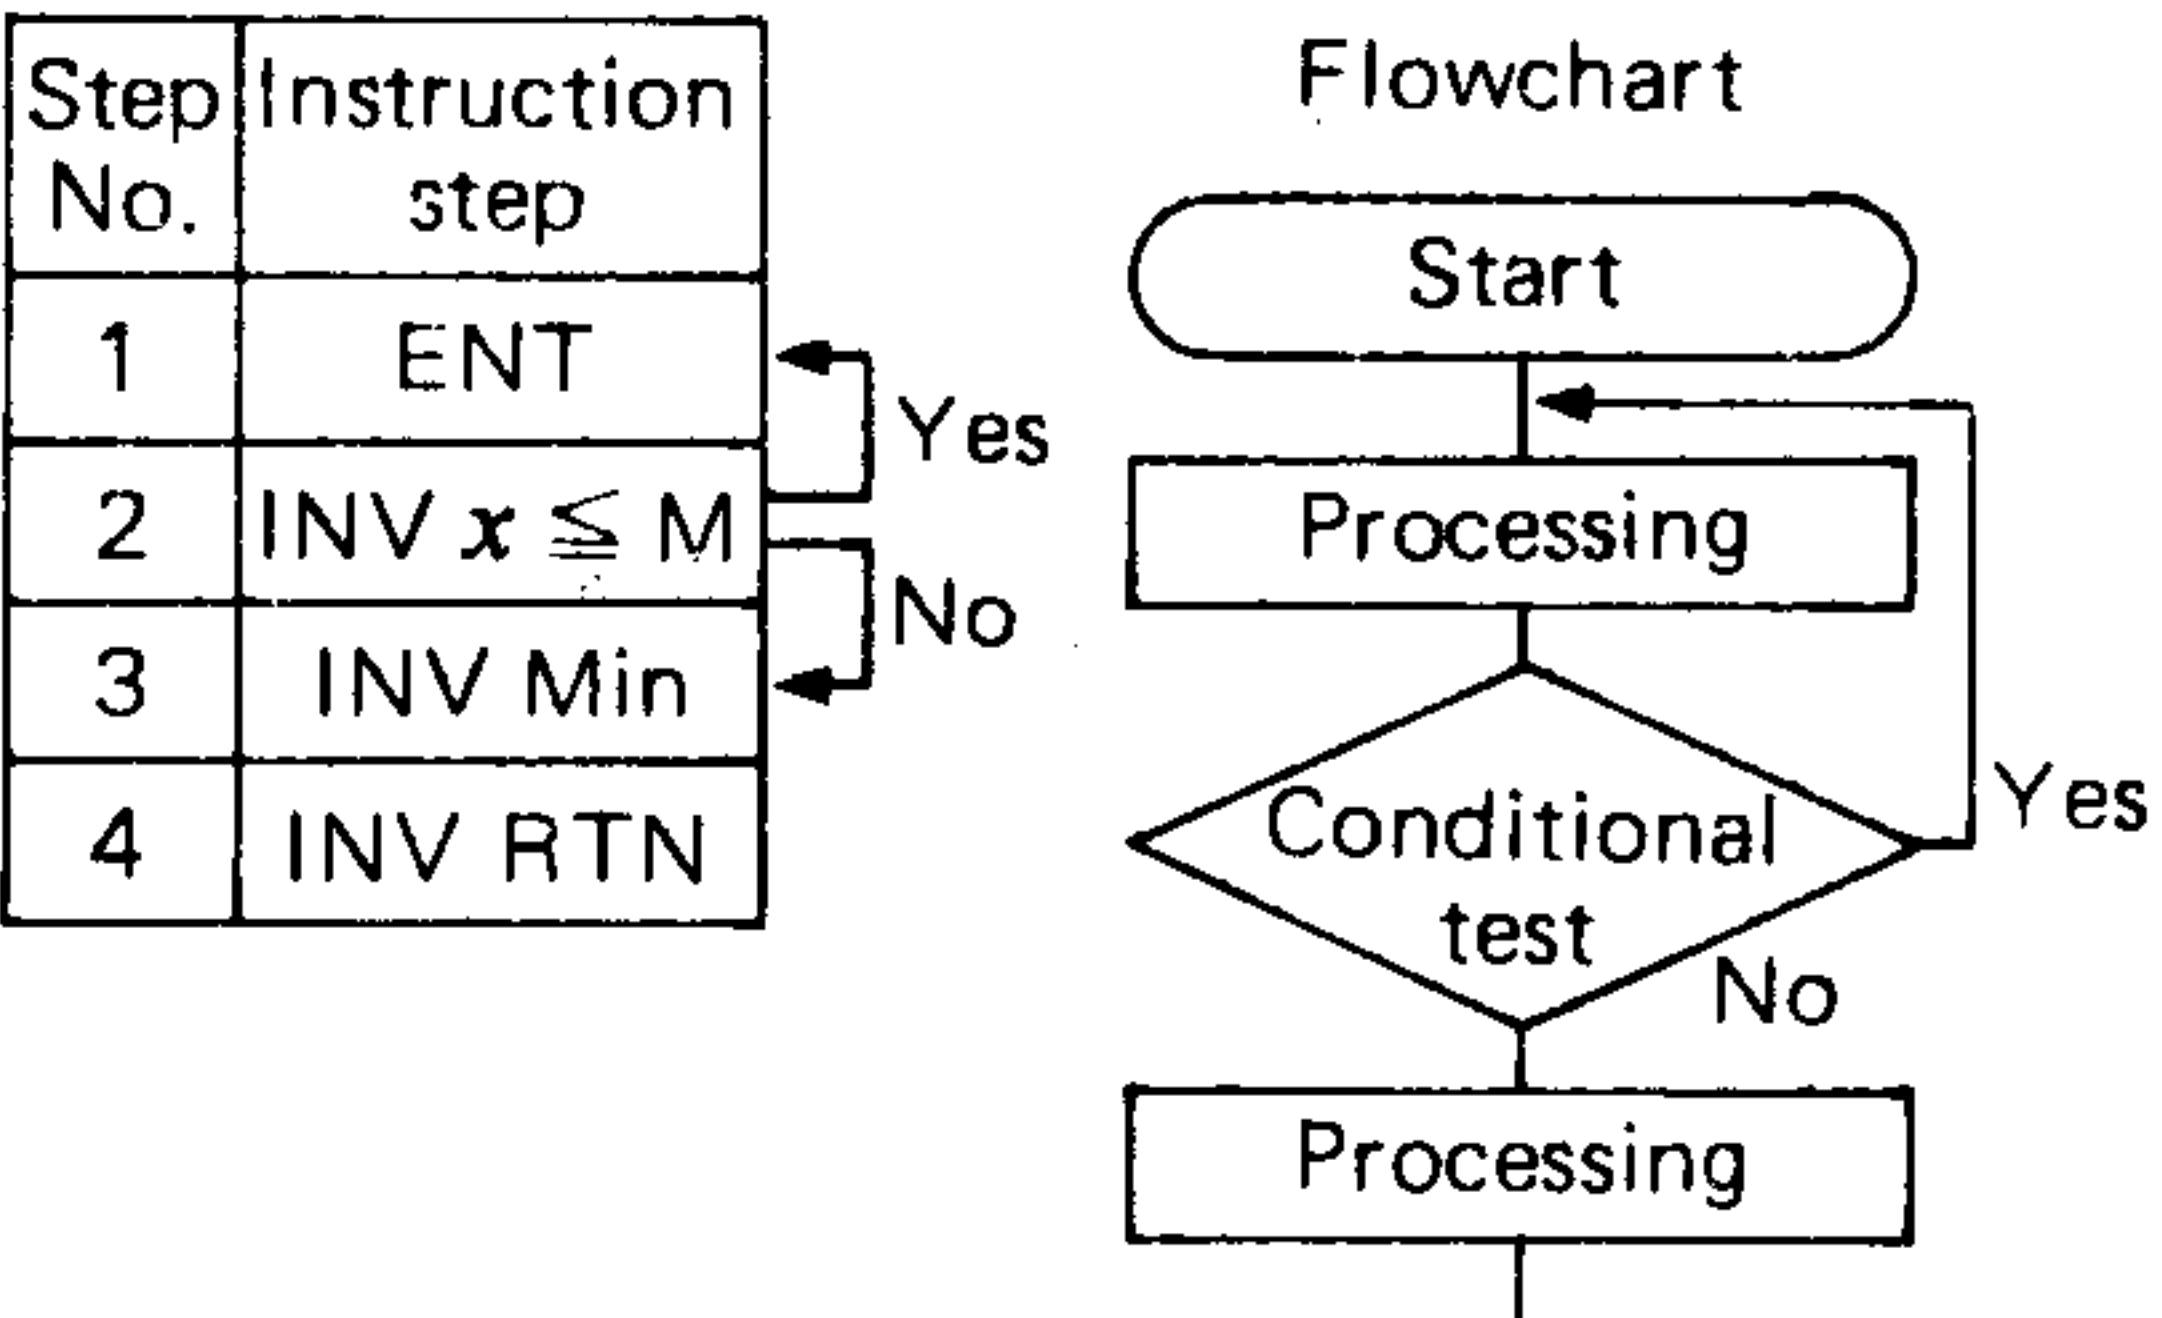 Step No. Instruction step
1 ENT
Yes
2 INV x ≦ M
No
3 INV Min
4 INV RTN
Flowchart
Start
Processing
Conditional
test
Yes
No
Processing